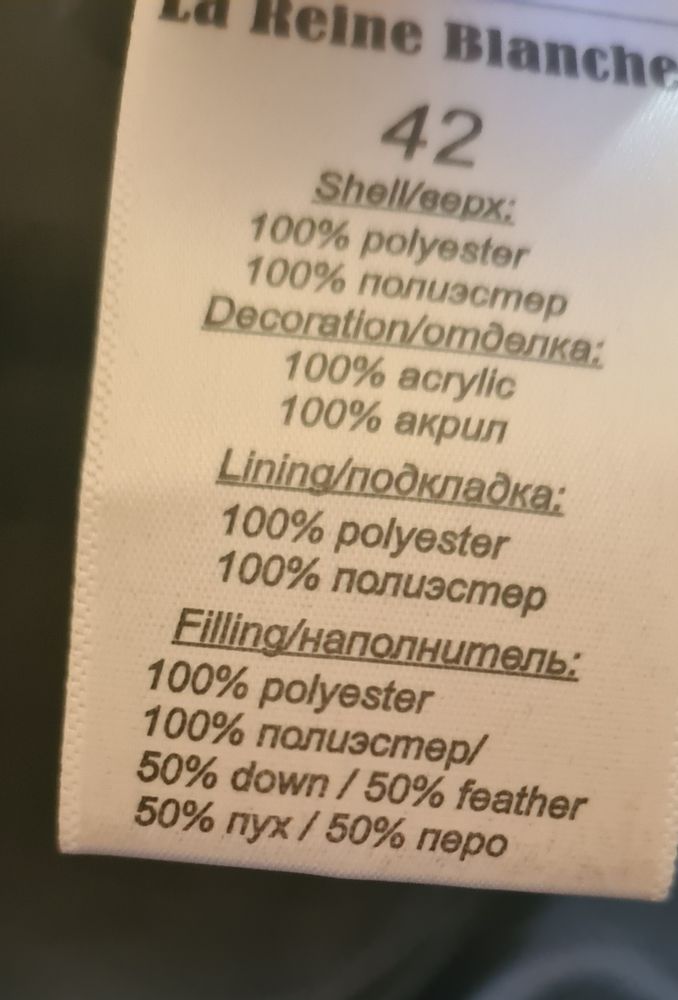 La Reine Blanche
42
Shell/верх:
100% polyester
100% полиэстер
Decoration/отделка:
100% acrylic
100% акрил
Lining/подкладка:
100% polyester
100% полиэстер
Filling/наполнитель:
100% polyester
100% полиэстер/
50% down / 50% feather
50% пух / 50% перо